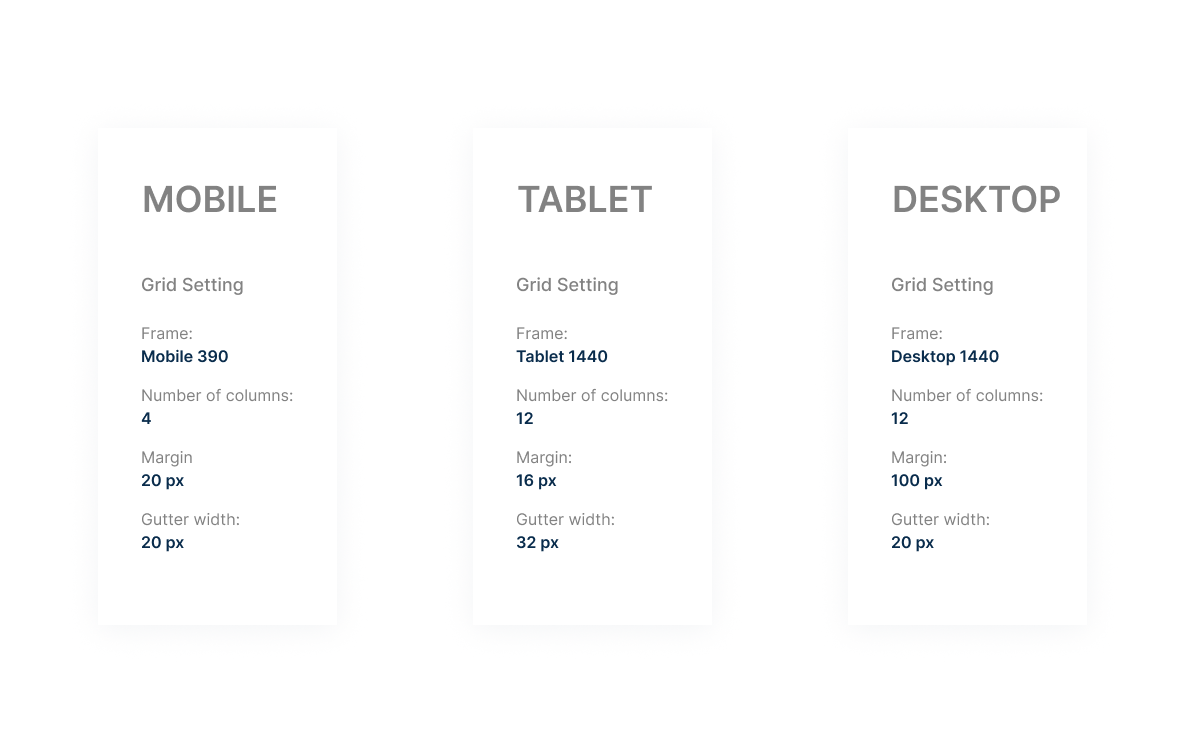 MOBILE
Grid Setting
Frame:
Mobile 390
Number of columns:
4
Margin
20 px
Gutter width:
20 px
TABLET
Grid Setting
Frame:
Tablet 1440
Number of columns:
12
Margin:
16 px
Gutter width:
32 px
DESKTOP
Grid Setting
Frame:
Desktop 1440
Number of columns:
12
Margin:
100 px
Gutter width:
20 px